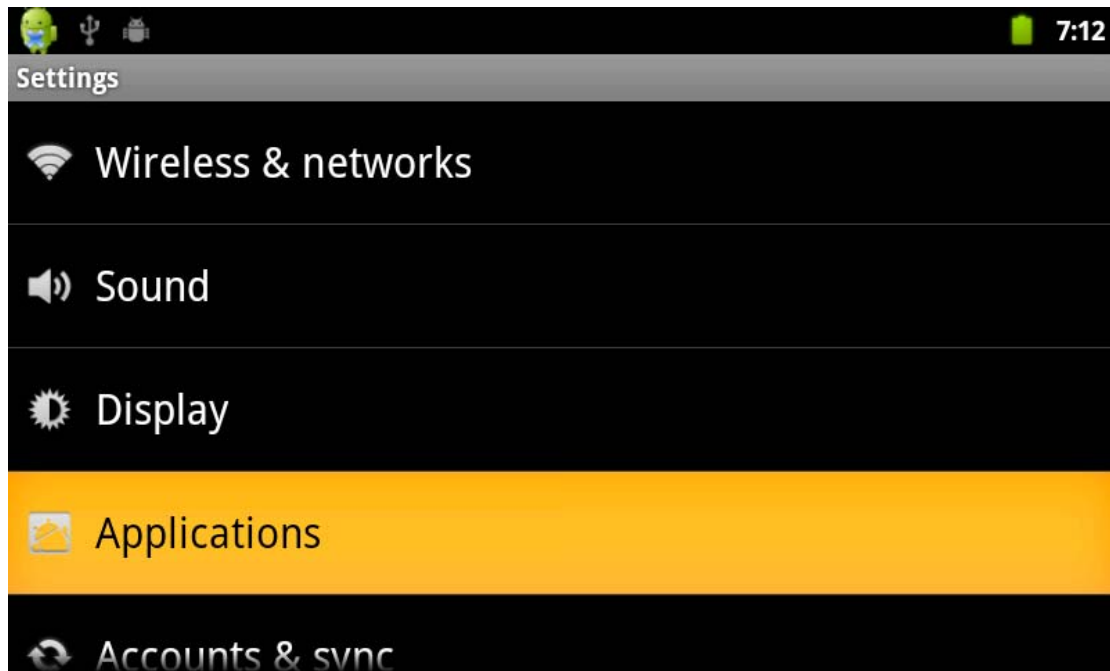 7:12
Settings
Wireless & networks
Sound
Display
Applications
Accounts & sync